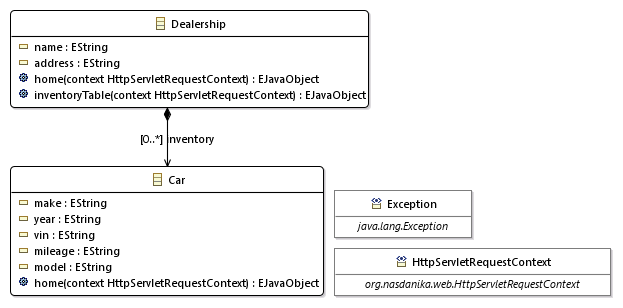 Dealership
name : EString
address : EString
home(context HttpServletRequestContext) : EJavaObject
inventoryTable(context HttpServletRequestContext) : EJavaObject
[0..*] inventory
Car
make : EString
year : EString
vin : EString
mileage : EString
model : EString
home(context HttpServletRequestContext) : EJavaObject
Exception
java.lang.Exception
HttpServletRequestContext
org.nasdanika.web.HttpServletRequestContext